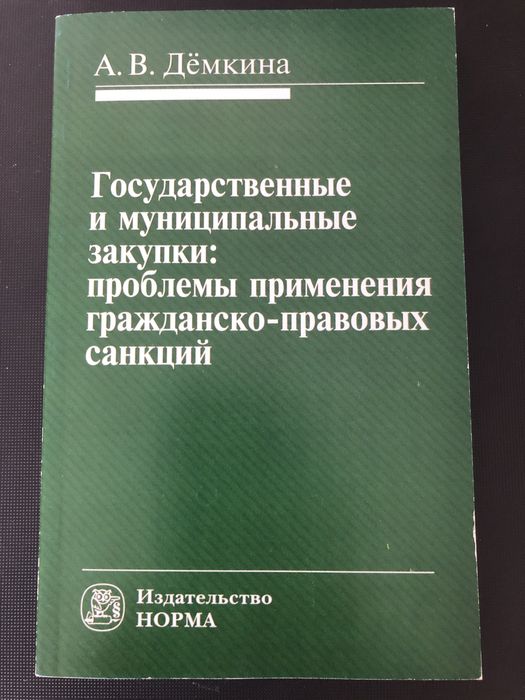 А. В. Дёмкина
Государственные
и муниципальные
закупки:
проблемы применения
гражданско-правовых
санкций
§
Издательство
НОРМА